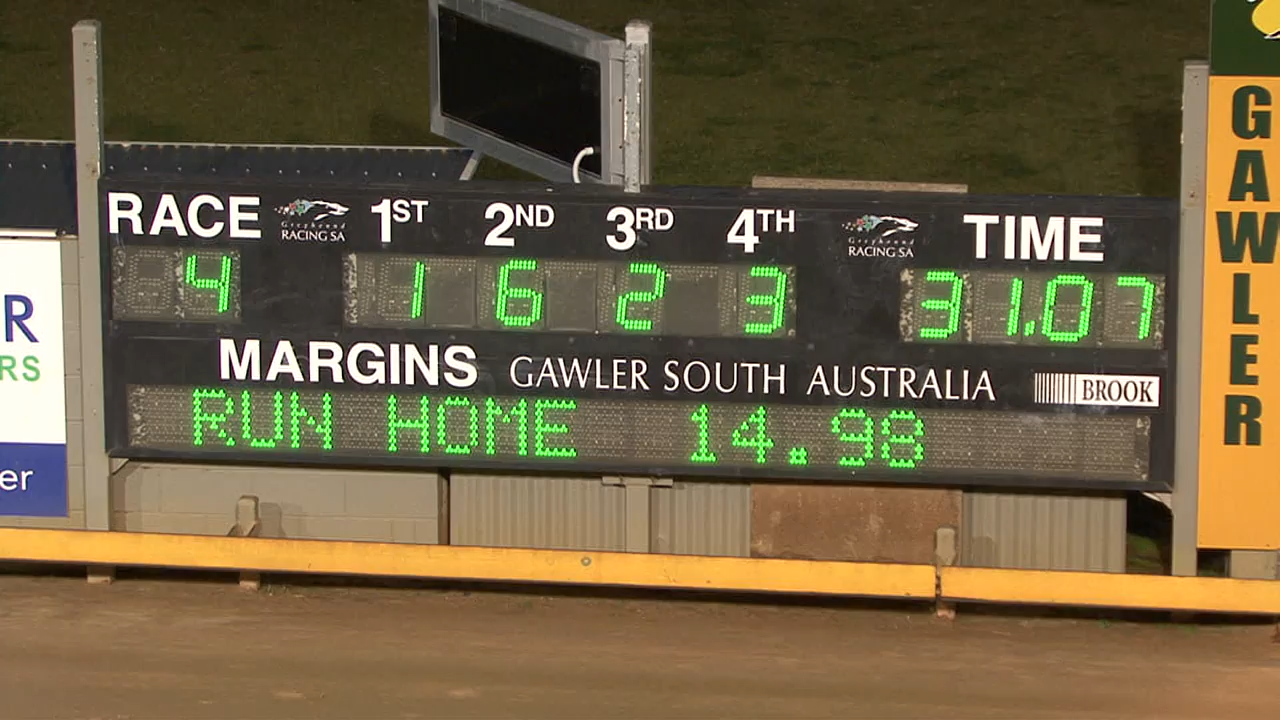 RACE
Greyhound
RACING SA
1ST 2ND 3RD 4TH
Greyhound
RACING SA
TIME
4 1 6 2 3 31.07
MARGINS GAWLER SOUTH AUSTRALIA BROOK
RUN HOME 14.98
R
RS
er
GAWLER